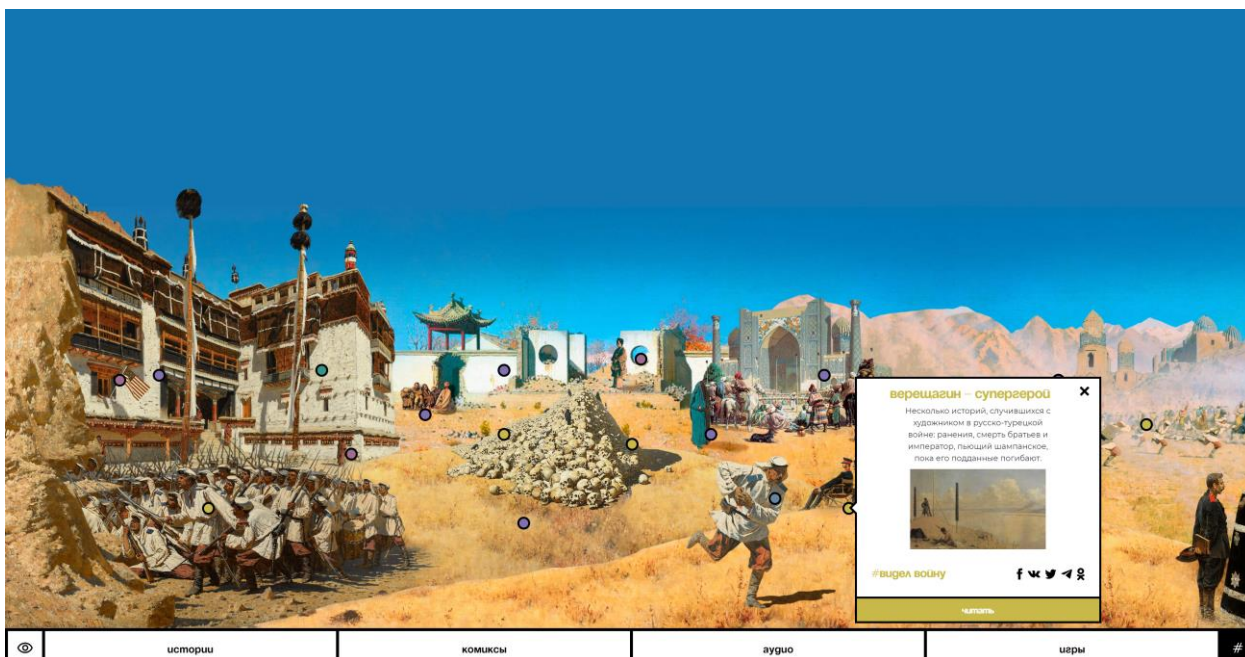 верещагин – супергерой
Несколько историй, случившихся с
художником в русско-турецкой
войне: ранения, смерть братьев и
император, пьющий шампанское,
пока его подданные погибают.
#видел войну
читать
истории
комиксы
аудио
игры
#